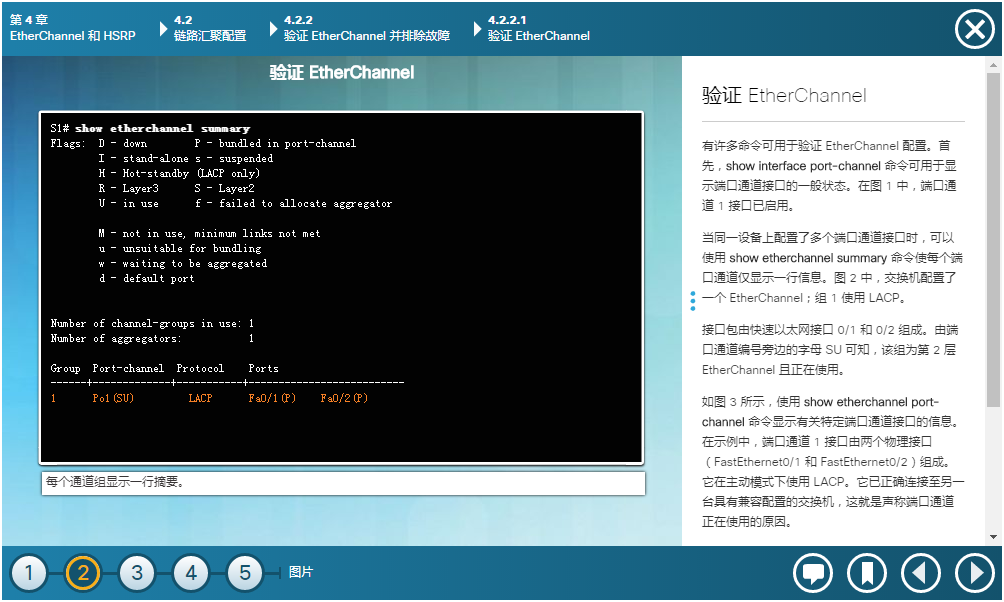 第 4 章
EtherChannel 和 HSRP
4.2
链路汇聚配置
4.2.2
验证 EtherChannel 并排除故障
4.2.2.1
验证 EtherChannel
验证 EtherChannel
S1# show etherchannel summary
Flags:  D - down        P - bundled in port-channel
        I - stand-alone s - suspended
        H - Hot-standby (LACP only)
        R - Layer3      S - Layer2
        U - in use      f - failed to allocate aggregator
        M - not in use, minimum links not met
        u - unsuitable for bundling
        w - waiting to be aggregated
        d - default port
Number of channel-groups in use: 1
Number of aggregators:           1
Group  Port-channel  Protocol    Ports
------+-------------+-----------+--------------------------
1      Po1(SU)         LACP      Fa0/1(P)    Fa0/2(P)
每个通道组显示一行摘要。
验证 EtherChannel
有许多命令可用于验证 EtherChannel 配置。首
先，show interface port-channel 命令可用于显
示端口通道接口的一般状态。在图 1 中，端口通
道 1 接口已启用。
当同一设备上配置了多个端口通道接口时，可以
使用 show etherchannel summary 命令使每个端
口通道仅显示一行信息。图 2 中，交换机配置了
一个 EtherChannel；组 1 使用 LACP。
接口包由快速以太网接口 0/1 和 0/2 组成。由端
口通道编号旁边的字母 SU 可知，该组为第 2 层
EtherChannel 且正在使用。
如图 3 所示，使用 show etherchannel port-
channel 命令显示有关特定端口通道接口的信息。
在示例中，端口通道 1 接口由两个物理接口
（FastEthernet0/1 和 FastEthernet0/2）组成。
它在主动模式下使用 LACP。它已正确连接至另一
台具有兼容配置的交换机，这就是声称端口通道
正在使用的原因。
1 2 3 4 5 图片